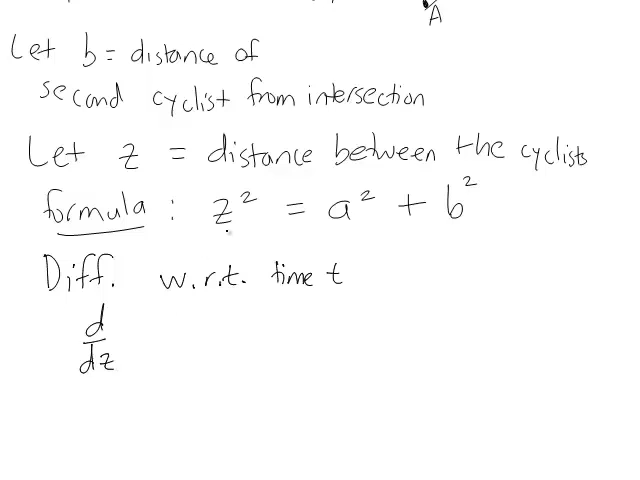 A
Let b = distance of
second cyclist from intersection
Let z = distance between the cyclists
formula : z² = a² + b²
Diff. w.r.t. time t
d
dz